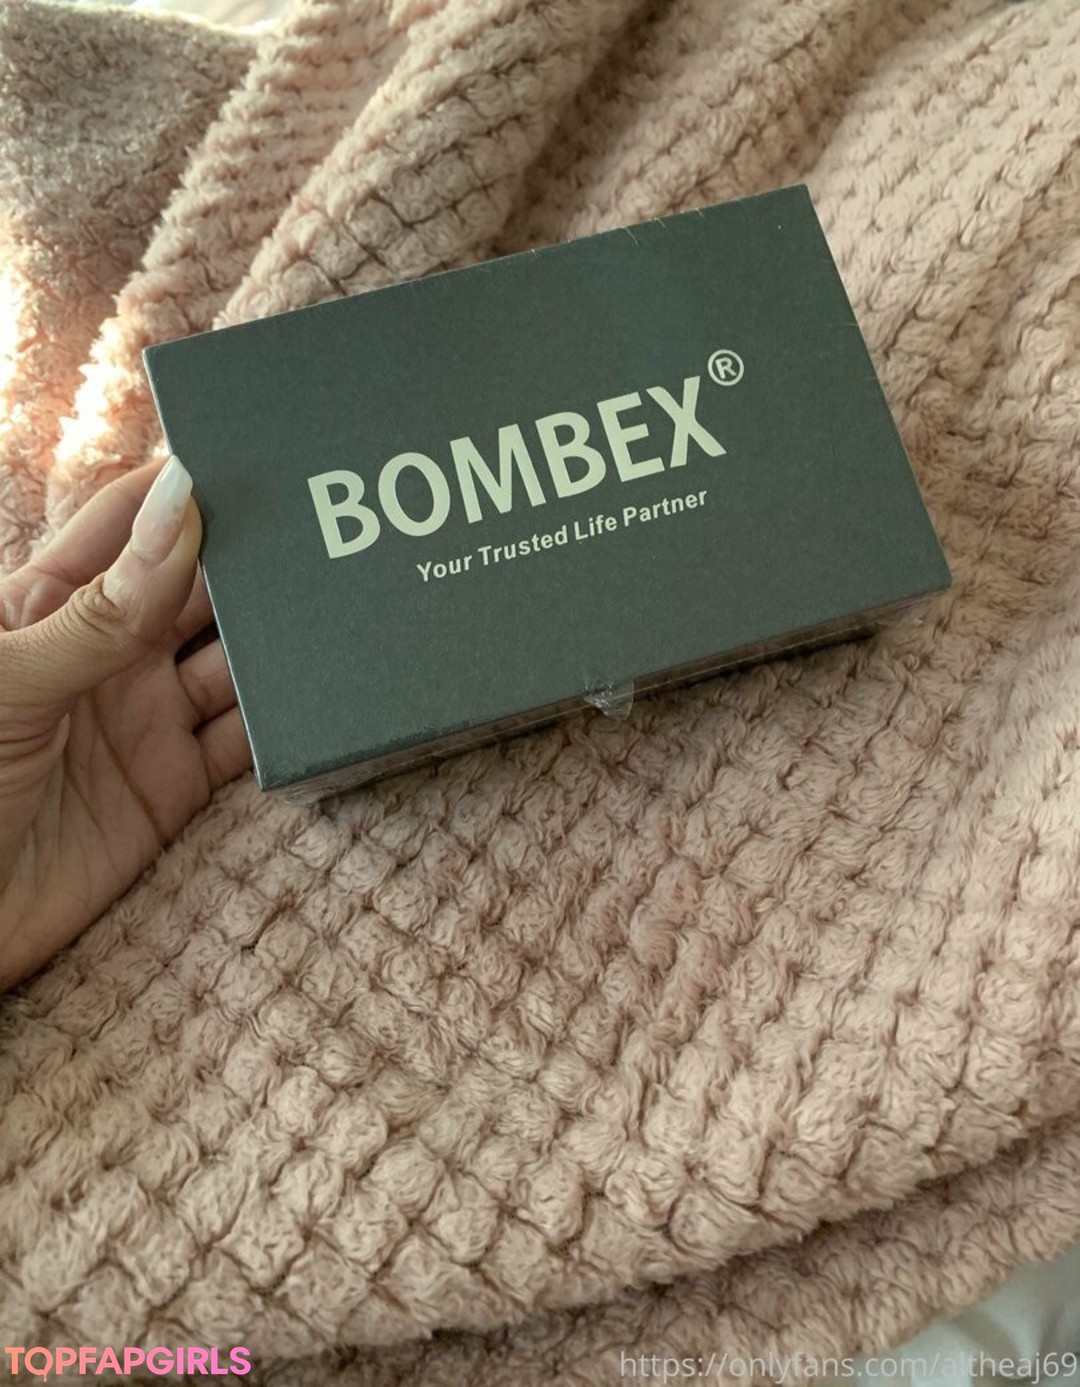 BOMBEX®
Your Trusted Life Partner
TOPFAPGIRLS
https://onlyfans.com/altheaj69